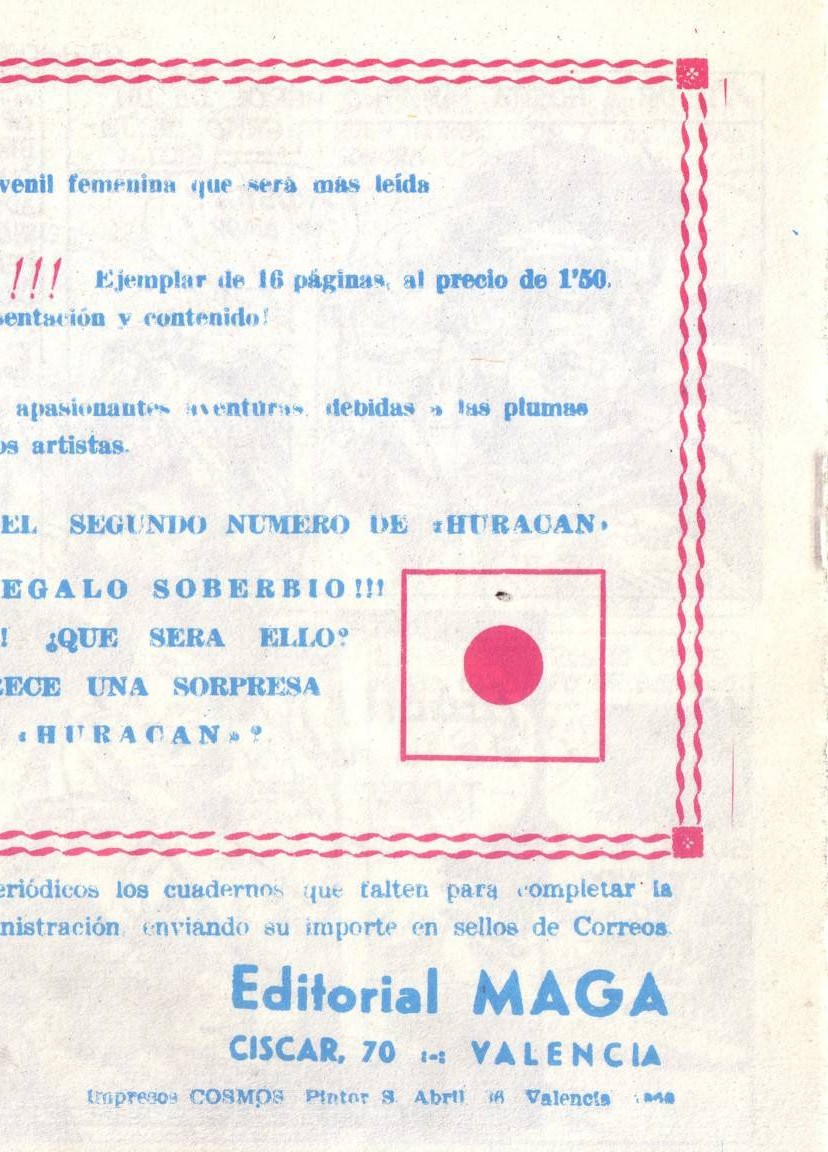 venil femenina que será más leída
!!! Ejemplar de 16 páginas, al precio de 1'50.
sentación y contenido!
apasionantes aventuras, debidas a las plumas
os artistas.
EL SEGUNDO NUMERO DE «HURACAN»
EGALO SOBERBIO!!!
! ¿QUE SERA ELLO?
ECE UNA SORPRESA
«HURACAN»?
eriódicos los cuadernos que falten para completar la
nistración, enviando su importe en sellos de Correos.
Editorial MAGA
CISCAR, 70 :-: VALENCIA
Impresos COSMOS Pintor S. Abril Valencia